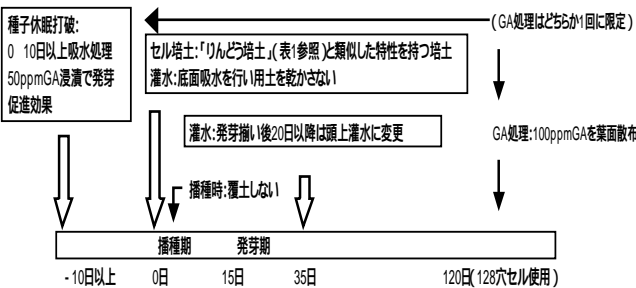 種子休眠打破:
0 10日以上吸水処理
50ppmGA浸漬で発芽
促進効果
(GA処理はどちらか1回に限定)
セル培土:「りんどう培土」(表1参照)と類似した特性を持つ培土
灌水:底面吸水を行い用土を乾かさない
灌水:発芽揃い後20日以降は頭上灌水に変更
GA処理:100ppmGAを葉面散布
播種時:覆土しない
播種期 発芽期
-10日以上 0日 15日 35日 120日(128穴セル使用)